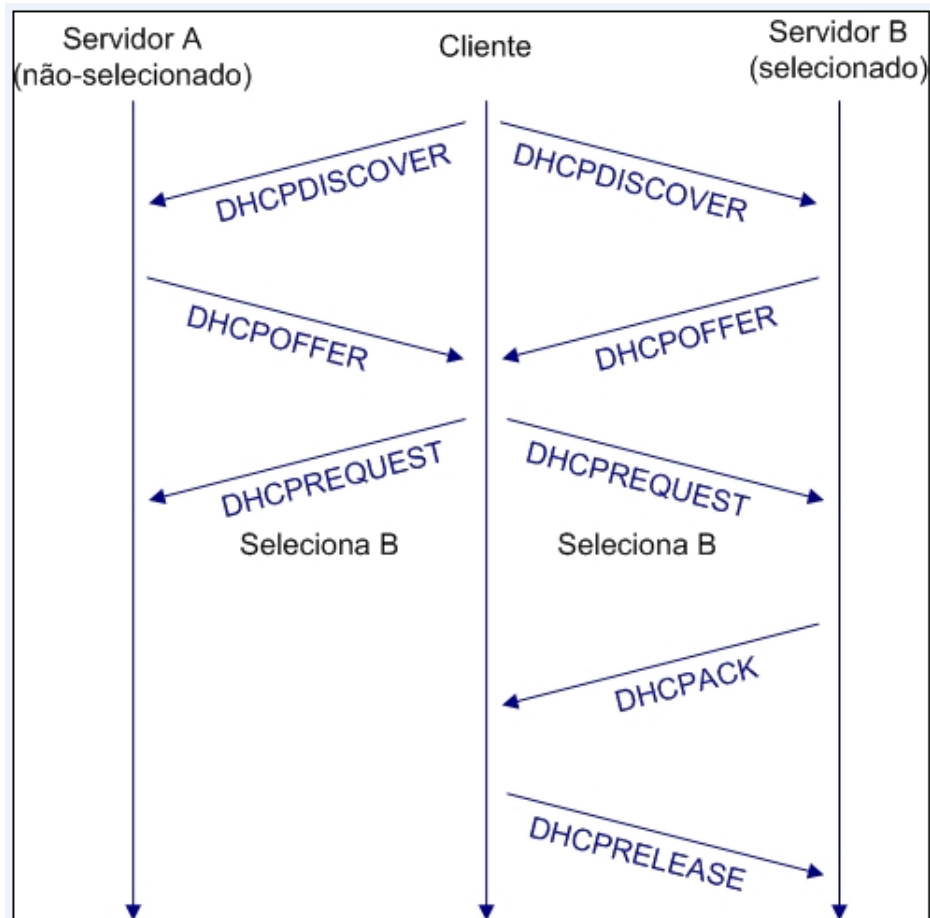 Servidor A
(não-selecionado)
Cliente
Servidor B
(selecionado)
DHCPDISCOVER
DHCPDISCOVER
DHCPOFFER
DHCPOFFER
DHCPREQUEST
DHCPREQUEST
Seleciona B
Seleciona B
DHCPACK
DHCPRELEASE